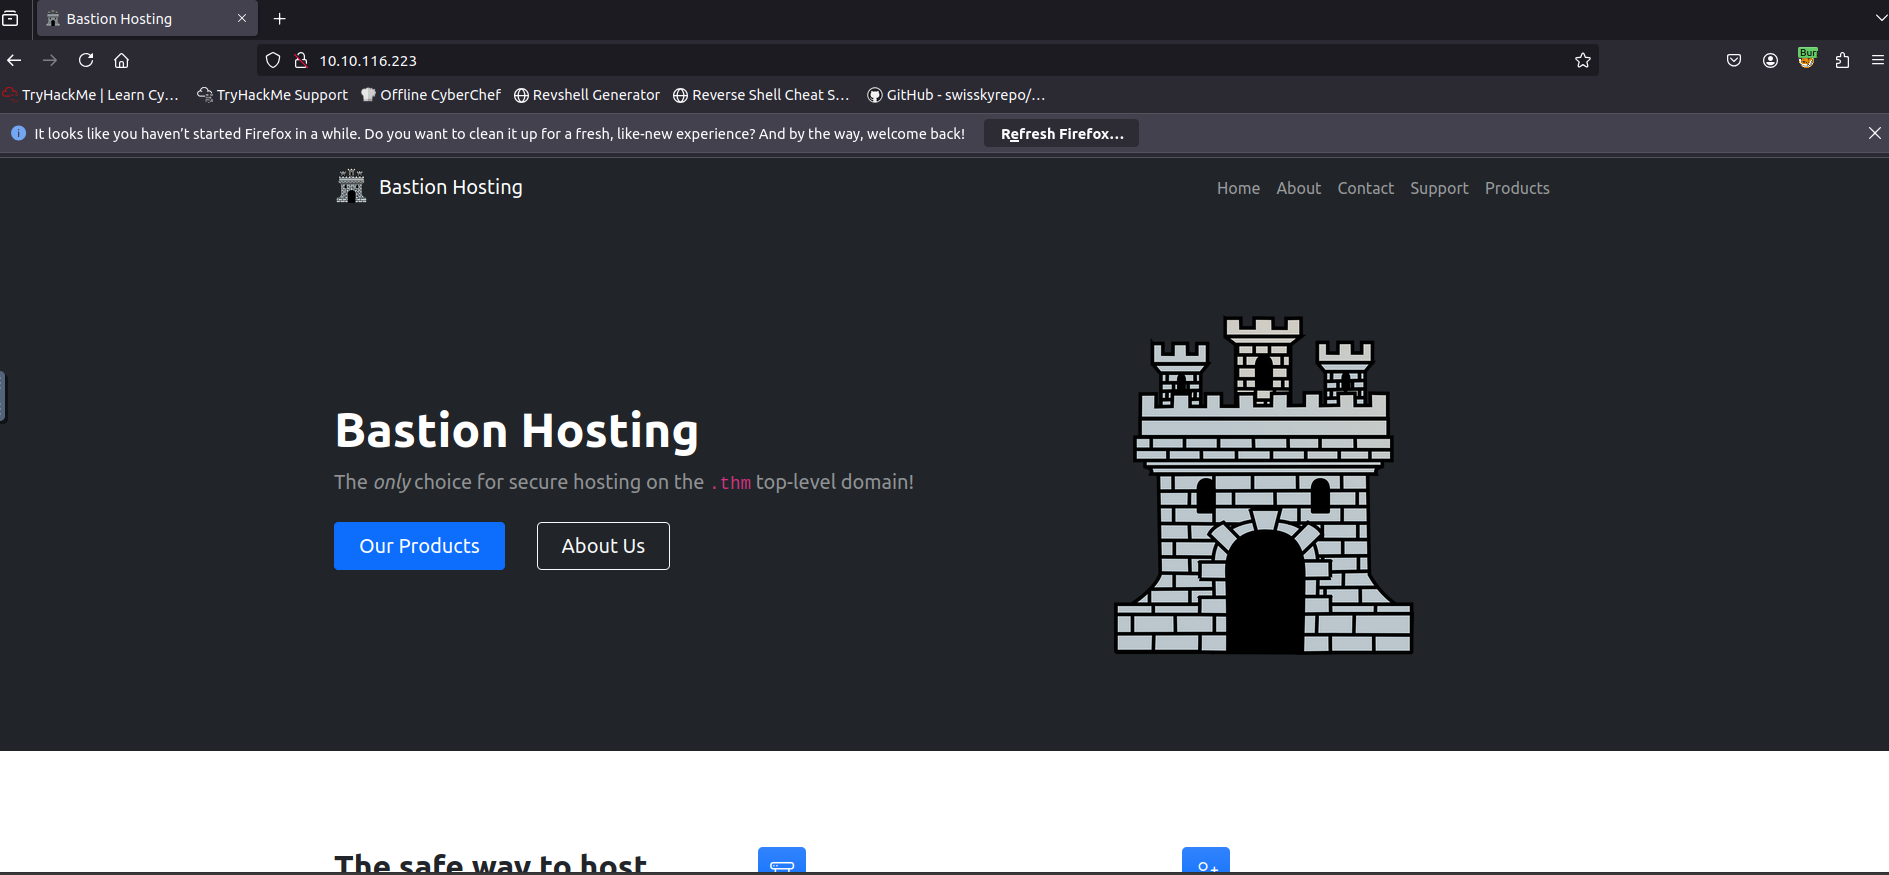 Bastion Hosting
10.10.116.223
Burp
TryHackMe | Learn Cy… TryHackMe Support Offline CyberChef Revshell Generator Reverse Shell Cheat S… GitHub - swisskyrepo/…
It looks like you haven’t started Firefox in a while. Do you want to clean it up for a fresh, like-new experience? And by the way, welcome back! Refresh Firefox…
Bastion Hosting Home About Contact Support Products
Bastion Hosting
The only choice for secure hosting on the .thm top-level domain!
Our Products About Us
The safe way to host